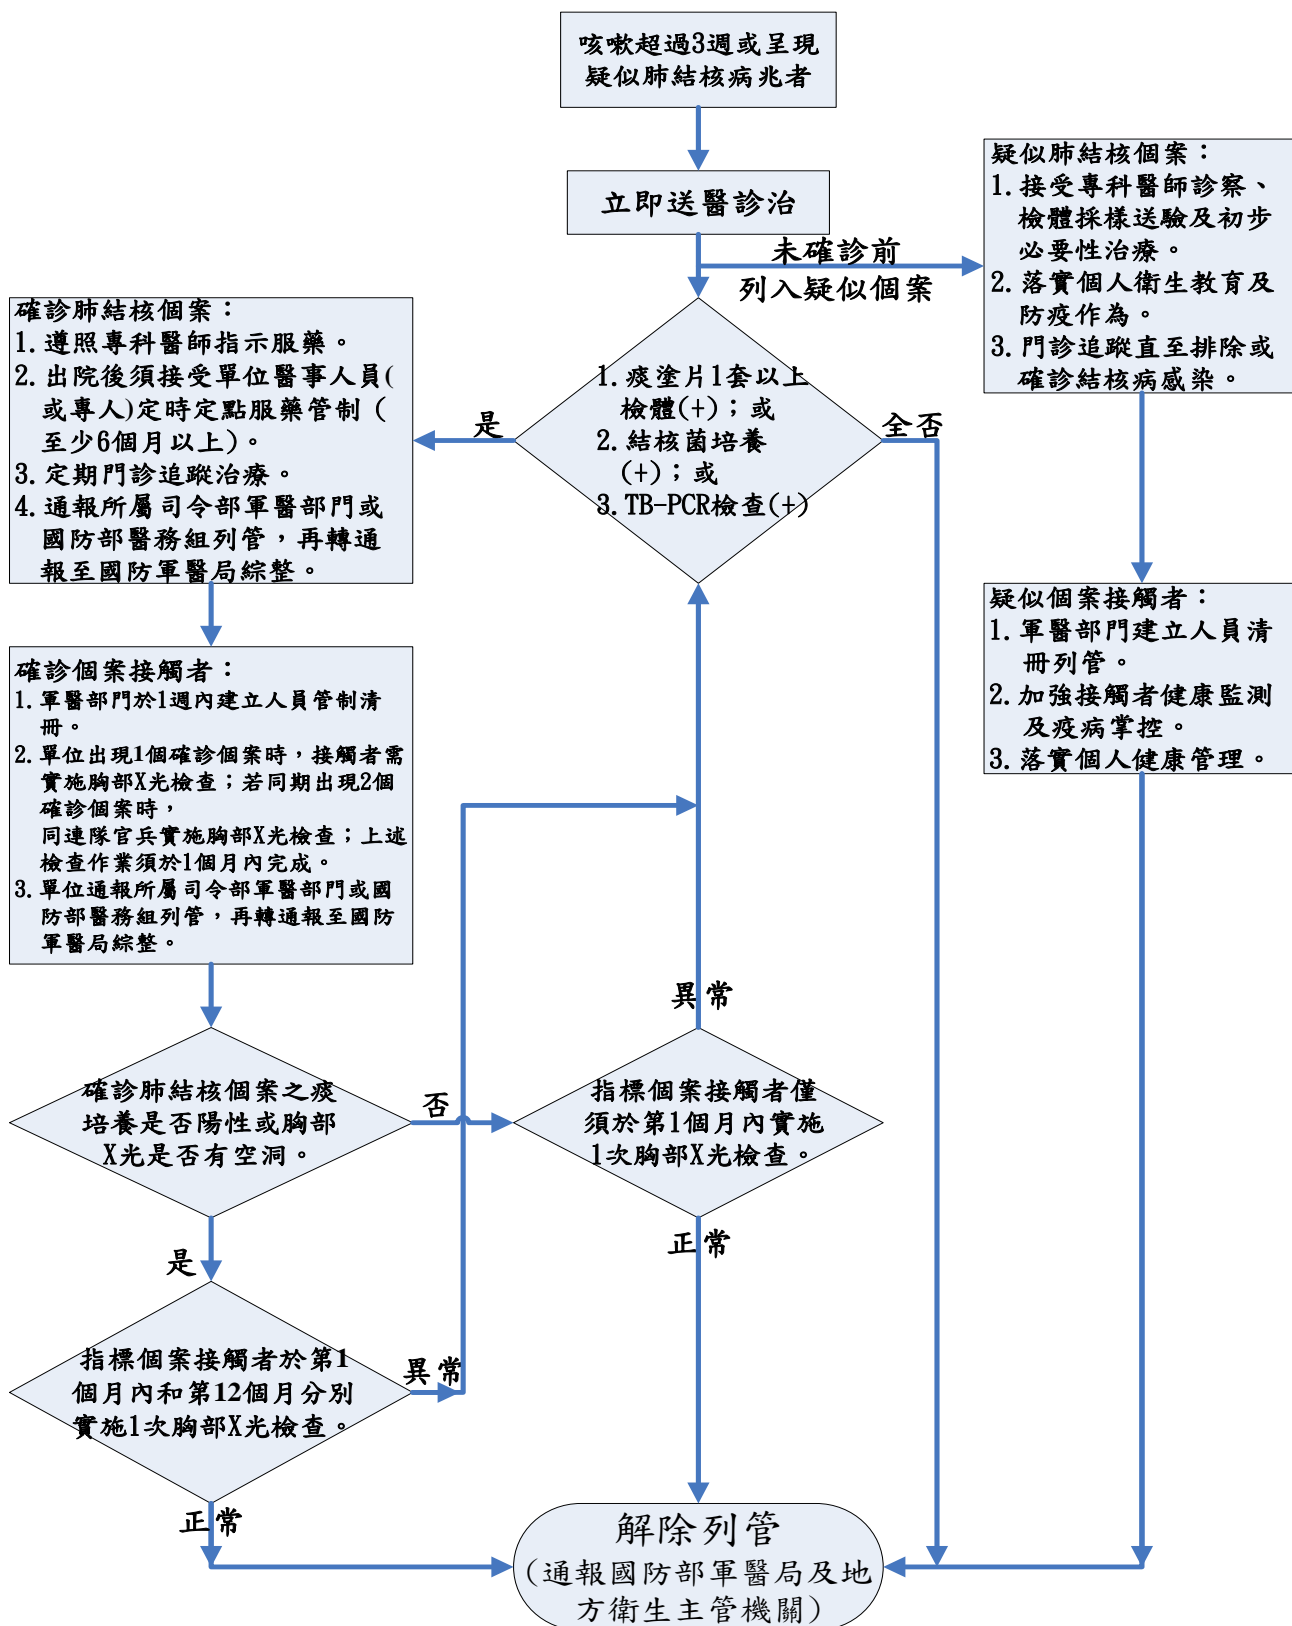 咳嗽超過3週或呈現
疑似肺結核病兆者
立即送醫診治
未確診前
列入疑似個案
疑似肺結核個案：
1. 接受專科醫師診察、
檢體採樣送驗及初步
必要性治療。
2. 落實個人衛生教育及
防疫作為。
3. 門診追蹤直至排除或
確診結核病感染。
確診肺結核個案：
1. 遵照專科醫師指示服藥。
2. 出院後須接受單位醫事人員(
或專人)定時定點服藥管制（
至少6個月以上）。
3. 定期門診追蹤治療。
4. 通報所屬司令部軍醫部門或
國防部醫務組列管，再轉通
報至國防軍醫局綜整。
是
1. 痰塗片1套以上
檢體(+)；或
2. 結核菌培養
(+)；或
3. TB-PCR檢查(+)
全否
疑似個案接觸者：
1. 軍醫部門建立人員清
冊列管。
2. 加強接觸者健康監測
及疫病掌控。
3. 落實個人健康管理。
確診個案接觸者：
1. 軍醫部門於1週內建立人員管制清
冊。
2. 單位出現1個確診個案時，接觸者需
實施胸部X光檢查；若同期出現2個
確診個案時，
同連隊官兵實施胸部X光檢查；上述
檢查作業須於1個月內完成。
3. 單位通報所屬司令部軍醫部門或國
防部醫務組列管，再轉通報至國防
軍醫局綜整。
異常
確診肺結核個案之痰
培養是否陽性或胸部
X光是否有空洞。
否
指標個案接觸者僅
須於第1個月內實施
1次胸部X光檢查。
是
正常
指標個案接觸者於第1
個月內和第12個月分別
實施1次胸部X光檢查。
異常
正常
解除列管
（通報國防部軍醫局及地
方衛生主管機關）